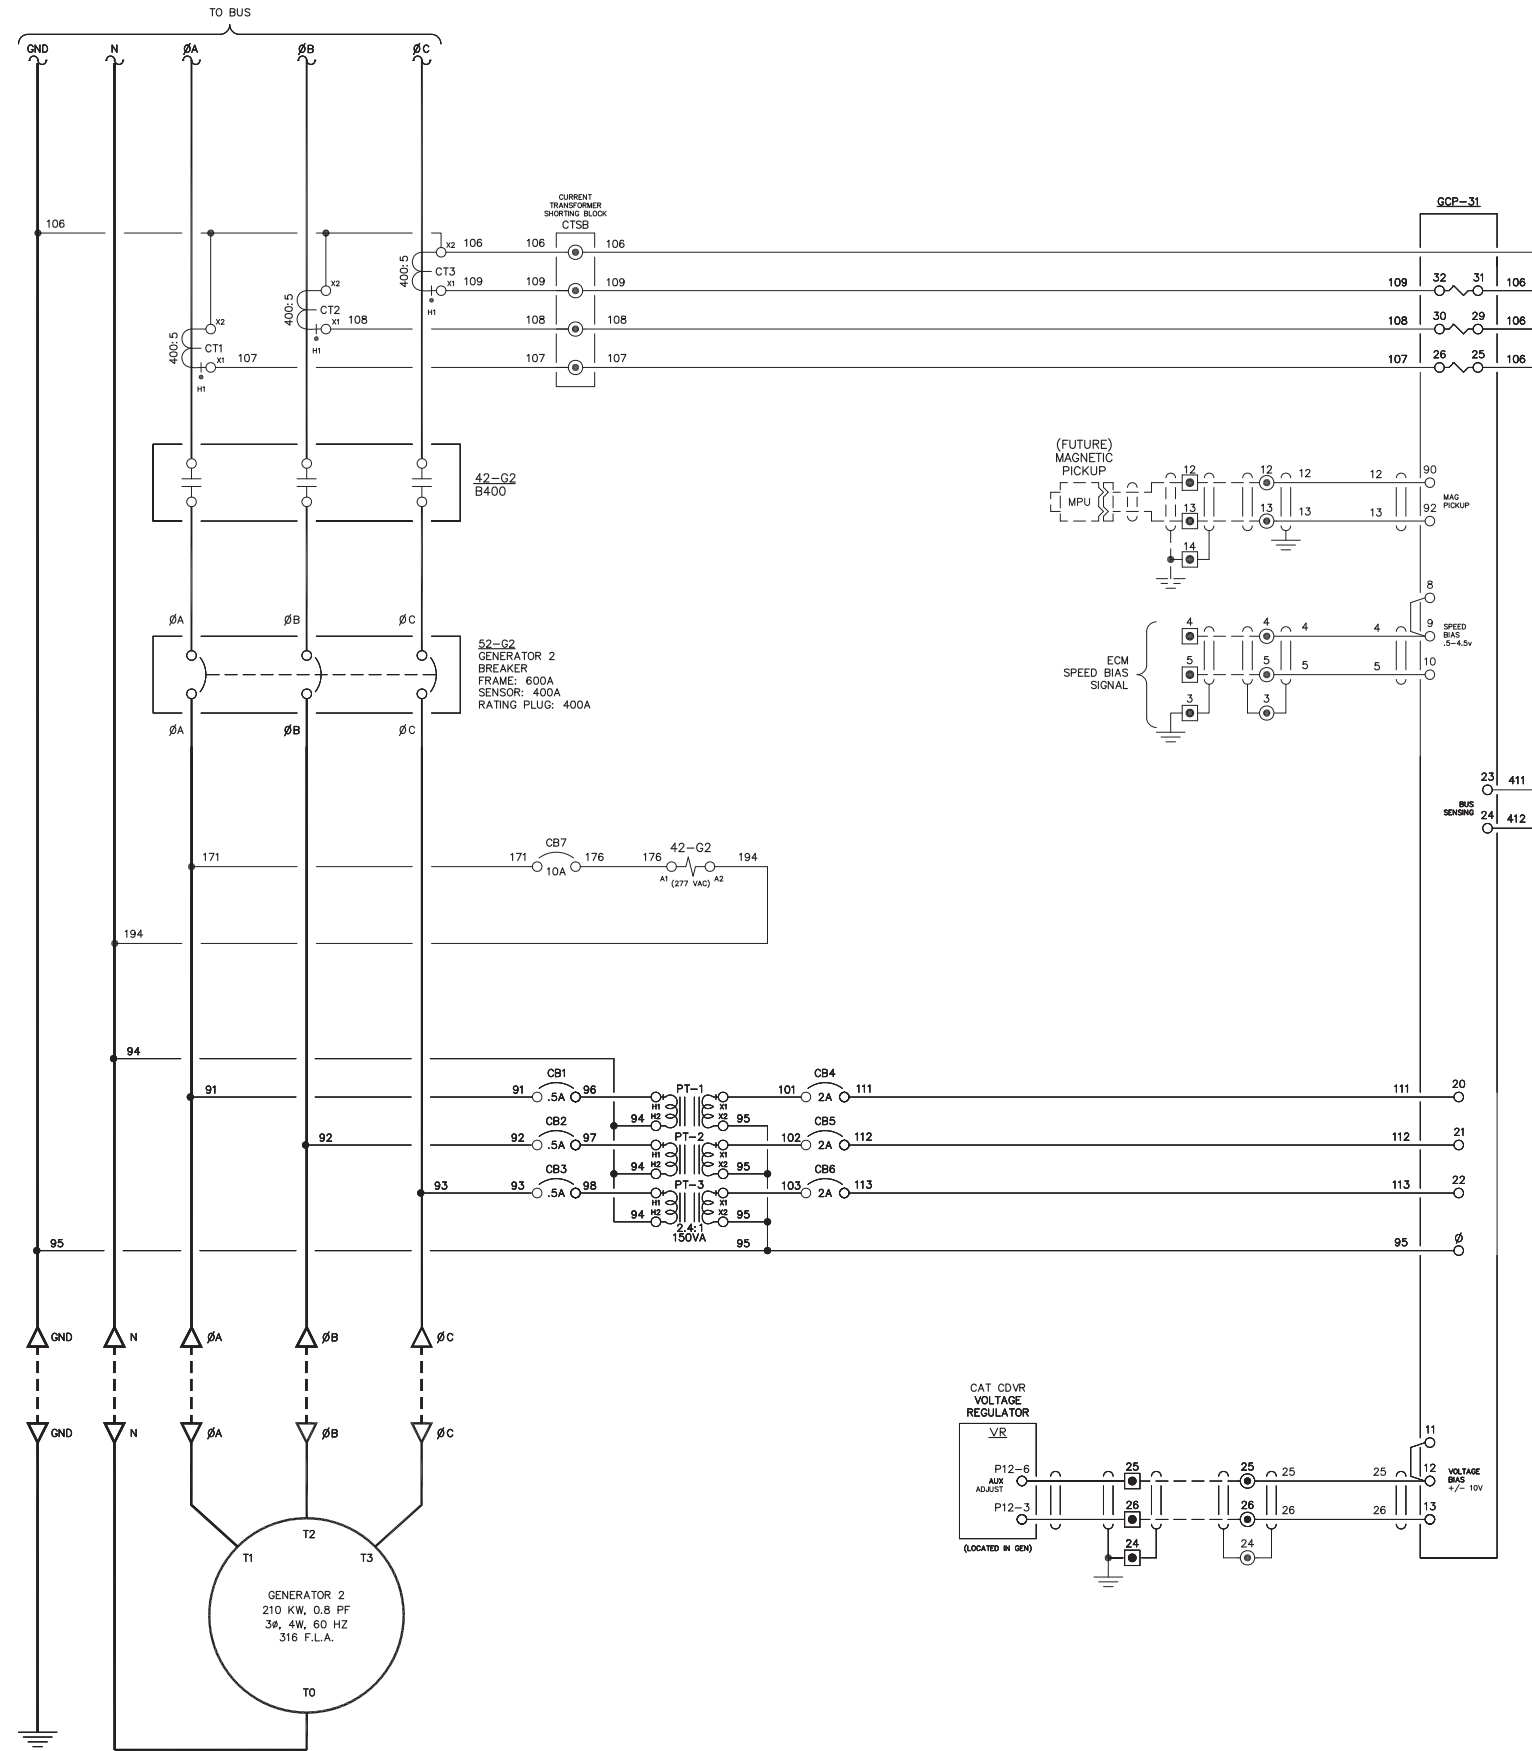 TO BUS
GND N ØA ØB ØC
106
400:5 CT1 X2 X1 H1 107
400:5 CT2 X2 X1 H1 108
400:5 CT3 X2 X1 H1 106 109
CURRENT
TRANSFORMER
SHORTING BLOCK
CTSB
106 106
109 109
108 108
107 107
GCP-31
109 32 31 106
108 30 29 106
107 26 25 106
42-G2
B400
(FUTURE)
MAGNETIC
PICKUP
MPU
12 12 12 12 90
13 13 13 13 92
14
MAG
PICKUP
ØA ØB ØC
52-G2
GENERATOR 2
BREAKER
FRAME: 600A
SENSOR: 400A
RATING PLUG: 400A
ØA ØB ØC
ECM
SPEED BIAS
SIGNAL
8
4 4 4 4 9
5 5 5 5 10
3 3
SPEED
BIAS
.5-4.5v
23 411
BUS
SENSING
24 412
171 171 CB7 10A 176 176 42-G2 194
A1 (277 VAC) A2
194
94
91 91 CB1 .5A 96 PT-1 101 CB4 2A 111 111 20
H1 X1
H2 X2
94 95
92 92 CB2 .5A 97 PT-2 102 CB5 2A 112 112 21
H1 X1
H2 X2
94 95
93 93 CB3 .5A 98 PT-3 103 CB6 2A 113 113 22
H1 X1
H2 X2
94 95
2.4:1
150VA
95 95 95 Ø
GND N ØA ØB ØC
GND N ØA ØB ØC
CAT CDVR
VOLTAGE
REGULATOR
VR
P12-6
AUX
ADJUST
P12-3
(LOCATED IN GEN)
11
25 25 25 25 12
26 26 26 26 13
24 24
VOLTAGE
BIAS
+/- 10V
T1 T2 T3
GENERATOR 2
210 KW, 0.8 PF
3ø, 4W, 60 HZ
316 F.L.A.
T0